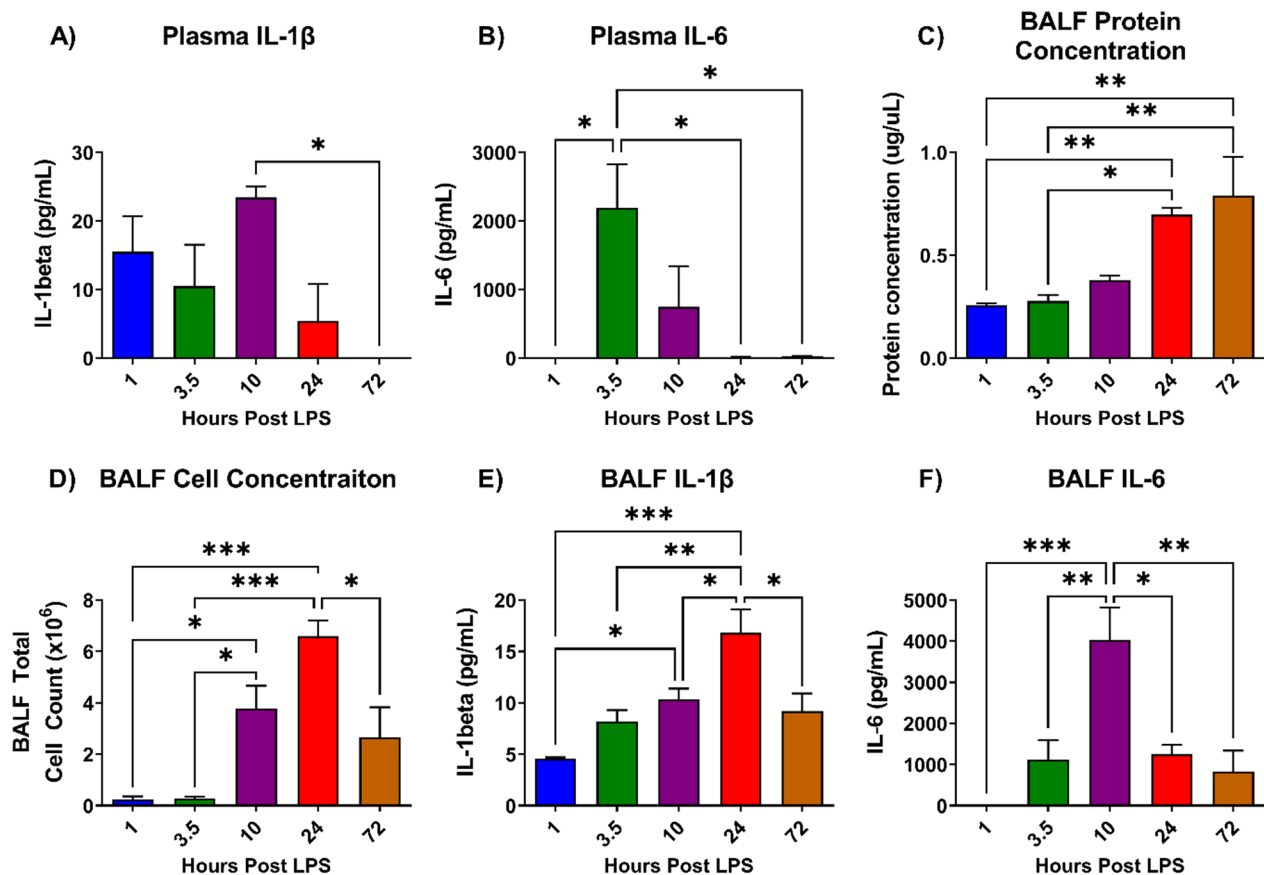 A) Plasma IL-1β
*
IL-1beta (pg/mL)
30
20
10
0
1 3.5 10 24 72
Hours Post LPS
B) Plasma IL-6
*
* *
IL-6 (pg/mL)
3000
2000
1000
0
1 3.5 10 24 72
Hours Post LPS
C) BALF Protein
Concentration
**
**
**
*
Protein concentration (ug/uL)
1.0
0.5
0.0
1 3.5 10 24 72
Hours Post LPS
D) BALF Cell Concentraiton
***
*** *
*
*
BALF Total
Cell Count (x10⁶)
8
6
4
2
0
1 3.5 10 24 72
Hours Post LPS
E) BALF IL-1β
***
**
* *
*
IL-1beta (pg/mL)
20
15
10
5
0
1 3.5 10 24 72
Hours Post LPS
F) BALF IL-6
*** **
** *
IL-6 (pg/mL)
5000
4000
3000
2000
1000
0
1 3.5 10 24 72
Hours Post LPS